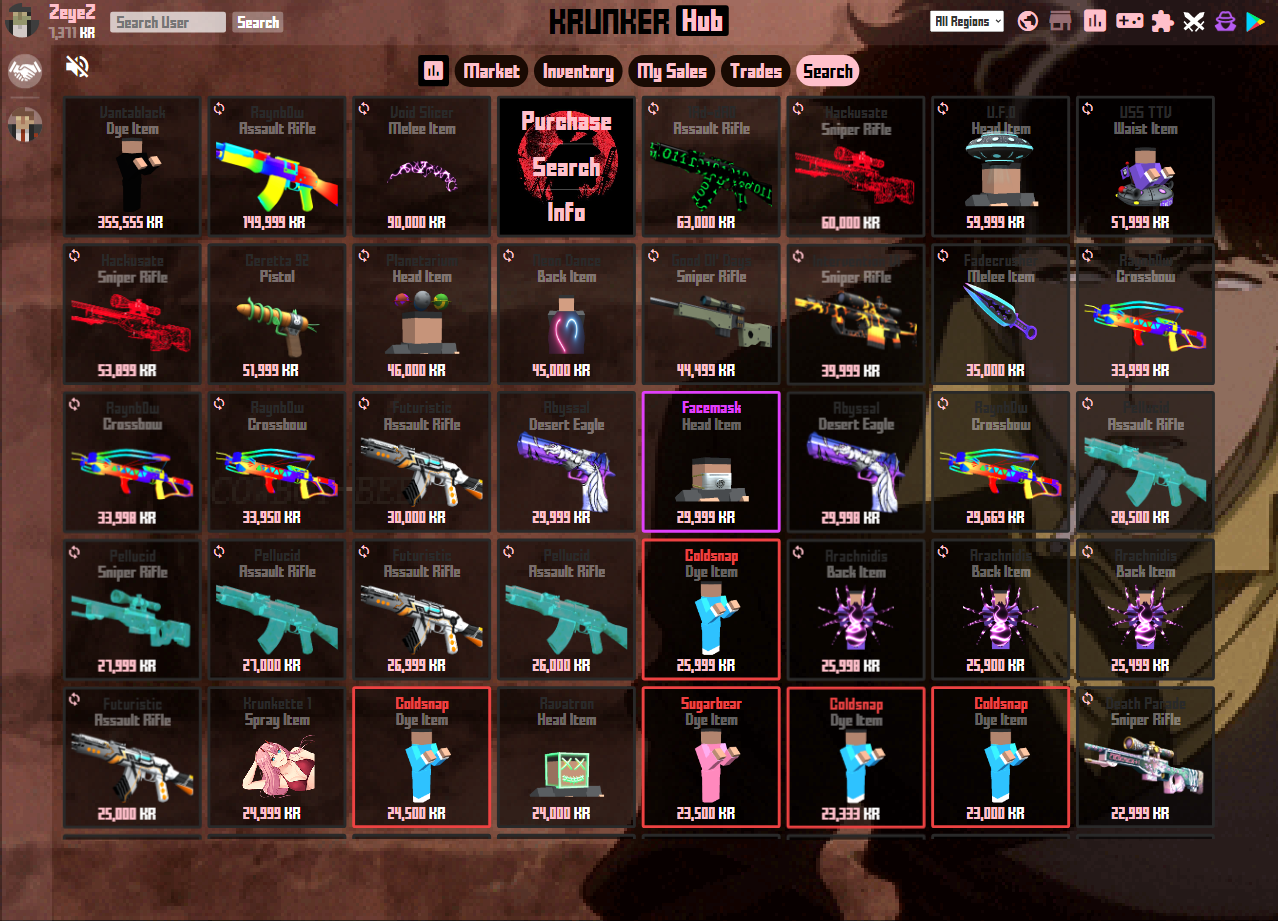 ZeyeZ
7,371 KR
Search User
Search
KRUNKER Hub
All Regions
Market
Inventory
My Sales
Trades
Search
Vantablack
Dye Item
355,555 KR
Raynb0w
Assault Rifle
149,999 KR
Void Slicer
Melee Item
90,000 KR
Purchase
Search
Info
Assault Rifle
63,000 KR
Hackusate
Sniper Rifle
60,000 KR
U.F.O
Head Item
59,999 KR
USS TTV
Waist Item
57,999 KR
Hackusate
Sniper Rifle
53,899 KR
Beretta 92
Pistol
51,999 KR
Planetarium
Head Item
46,000 KR
Back Item
45,000 KR
Sniper Rifle
44,499 KR
Sniper Rifle
39,999 KR
Fadecrusher
Melee Item
35,000 KR
Raynb0w
Crossbow
33,999 KR
Raynb0w
Crossbow
33,998 KR
Raynb0w
Crossbow
33,950 KR
Futuristic
Assault Rifle
30,000 KR
Abyssal
Desert Eagle
29,999 KR
Facemask
Head Item
29,999 KR
Abyssal
Desert Eagle
29,998 KR
Raynb0w
Crossbow
29,669 KR
Pellucid
Assault Rifle
28,500 KR
Pellucid
Sniper Rifle
27,999 KR
Pellucid
Assault Rifle
27,000 KR
Futuristic
Assault Rifle
26,999 KR
Pellucid
Assault Rifle
26,000 KR
Coldsnap
Dye Item
25,999 KR
Arachnidis
Back Item
25,998 KR
Arachnidis
Back Item
25,900 KR
Arachnidis
Back Item
25,499 KR
Futuristic
Assault Rifle
25,000 KR
Krunkette 1
Spray Item
24,999 KR
Coldsnap
Dye Item
24,500 KR
Ravatron
Head Item
24,000 KR
Sugarbear
Dye Item
23,500 KR
Coldsnap
Dye Item
23,333 KR
Coldsnap
Dye Item
23,000 KR
Death Parade
Sniper Rifle
22,999 KR